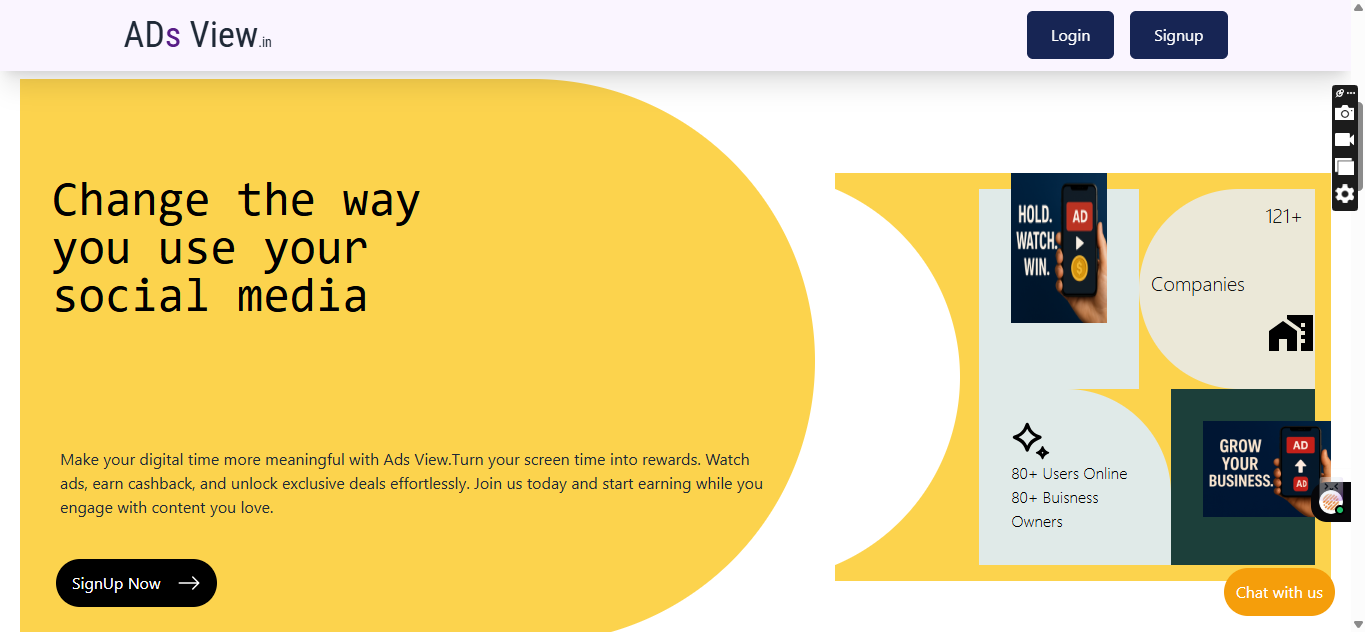 ADs View.in
Login
Signup
Change the way
you use your
social media
Make your digital time more meaningful with Ads View.Turn your screen time into rewards. Watch
ads, earn cashback, and unlock exclusive deals effortlessly. Join us today and start earning while you
engage with content you love.
SignUp Now
HOLD.
WATCH.
WIN.
AD
$
121+
Companies
80+ Users Online
80+ Buisness
Owners
GROW
YOUR
BUSINESS.
AD
AD
Chat with us